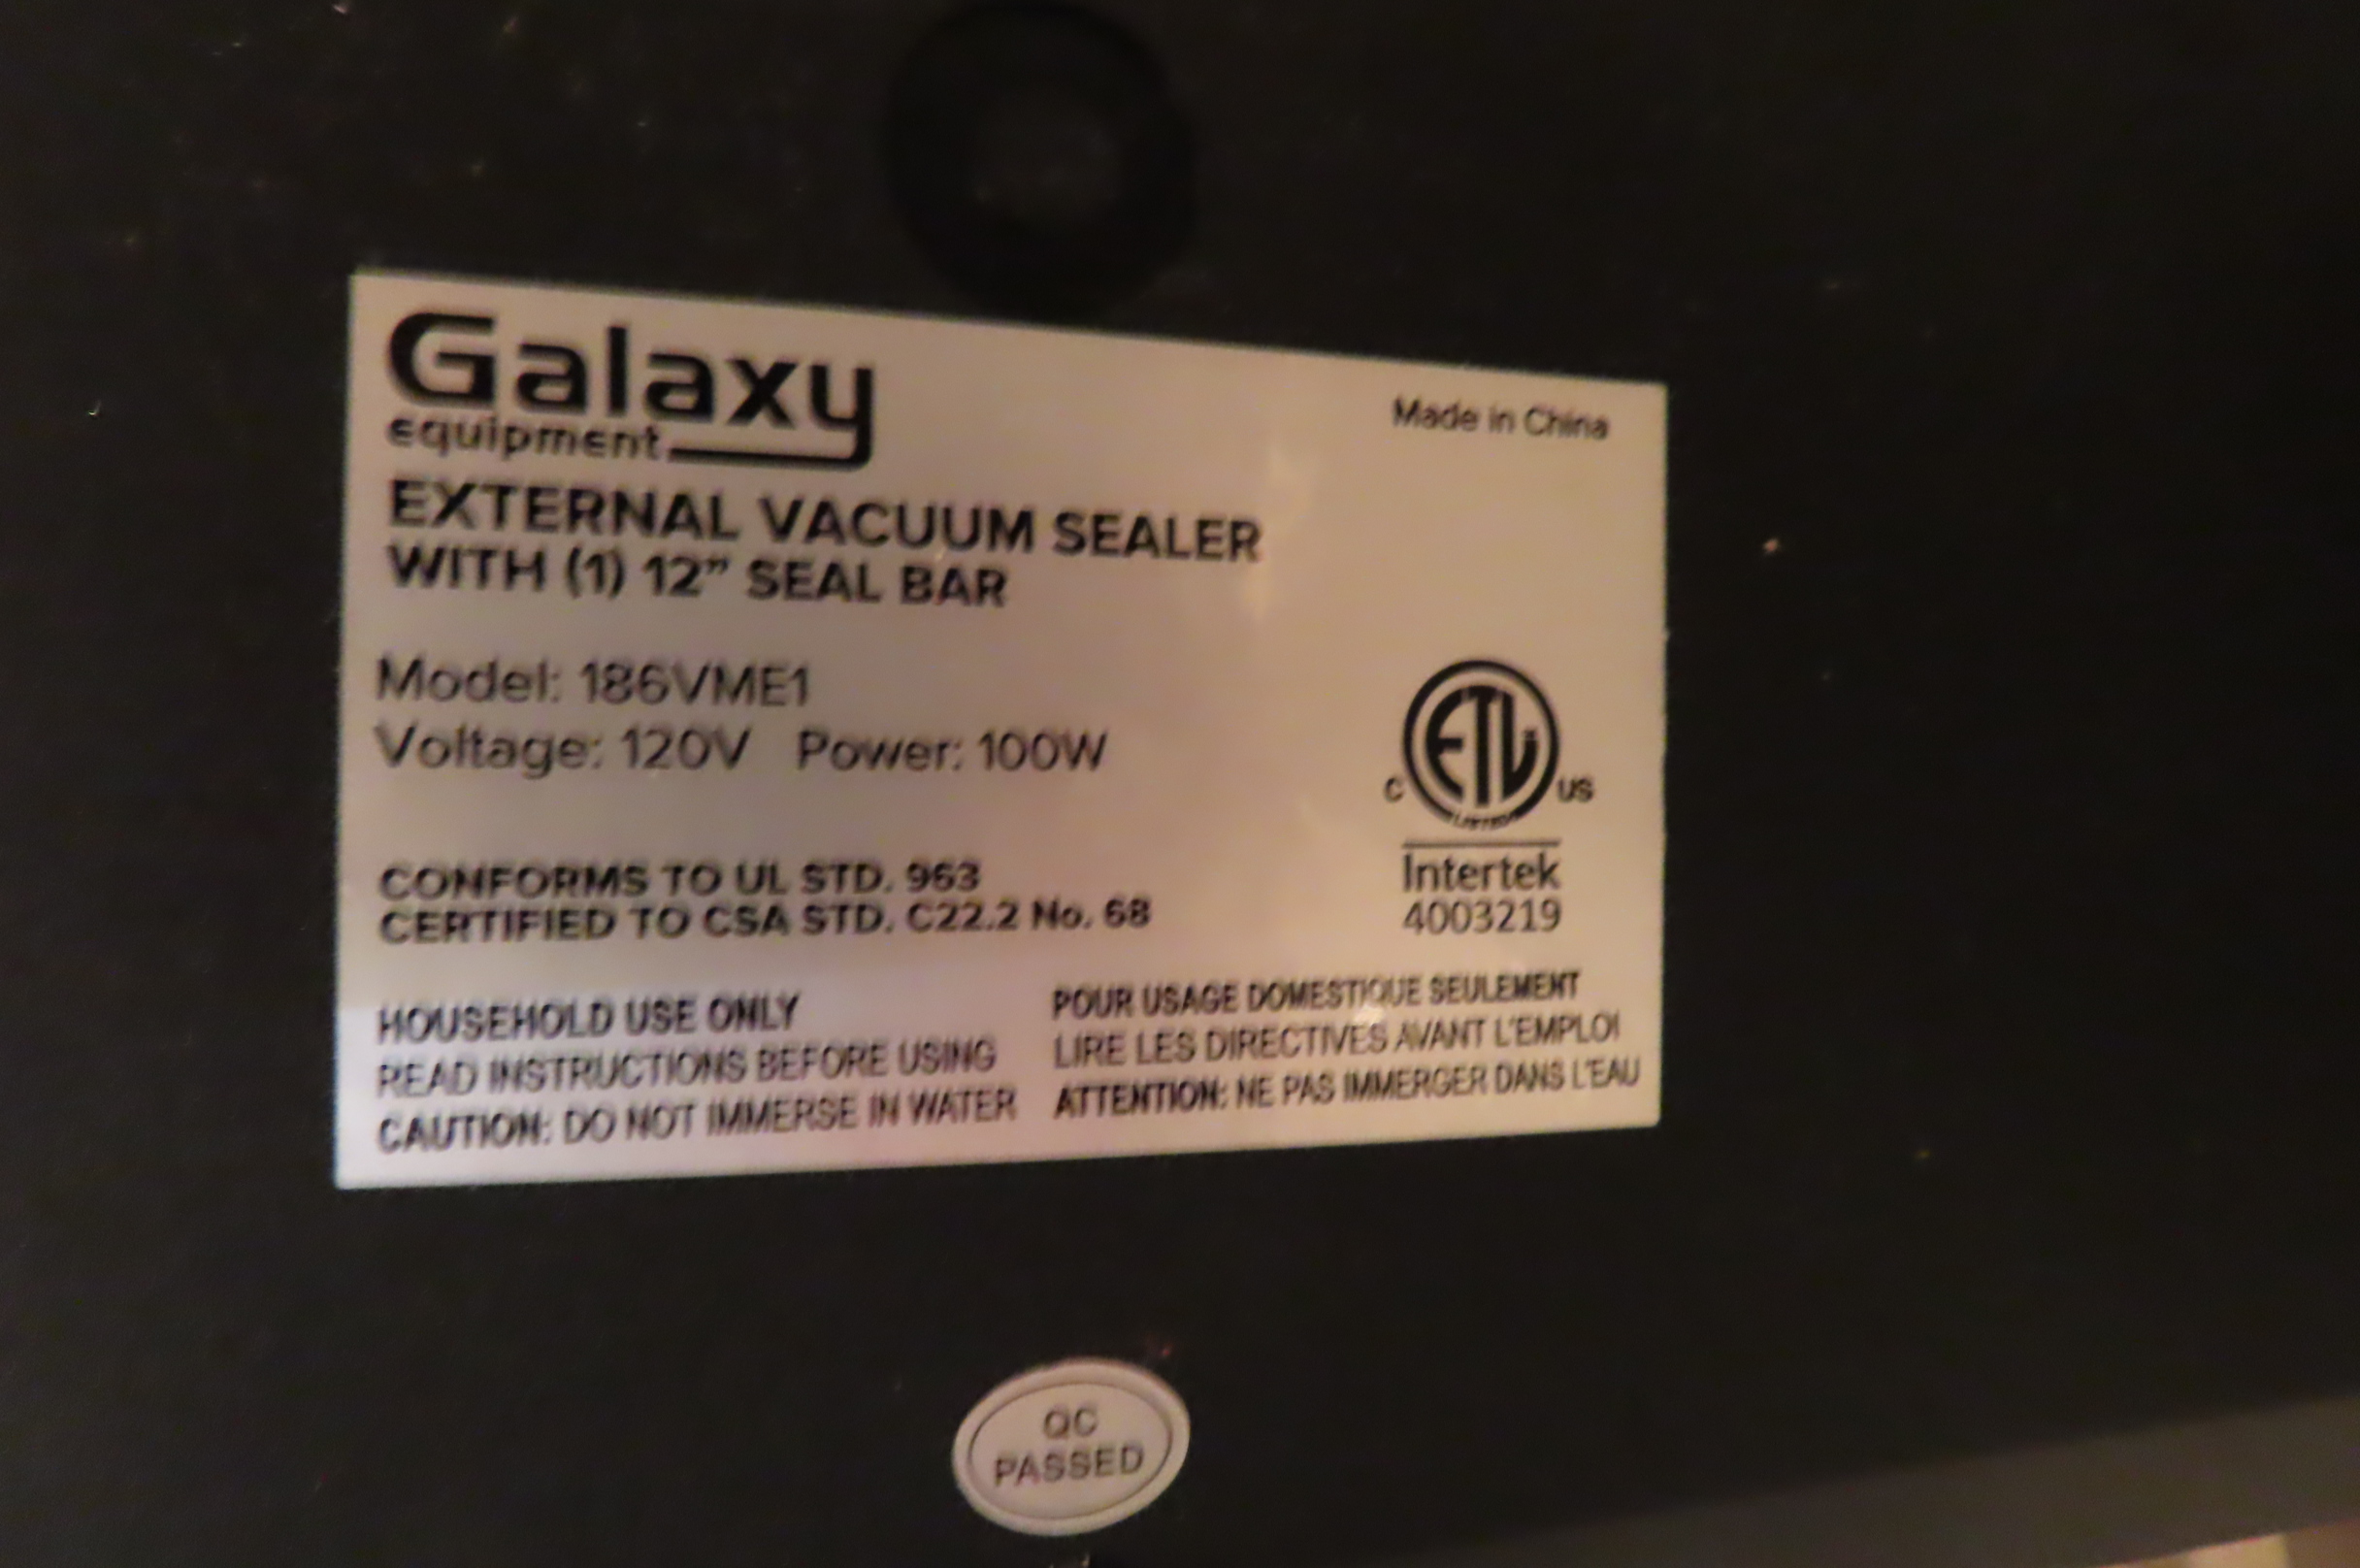 Galaxy
equipment
Made in China
EXTERNAL VACUUM SEALER
WITH (1) 12” SEAL BAR
Model: 186VME1
Voltage: 120V Power: 100W
ETL
C US
LISTED
Intertek
4003219
CONFORMS TO UL STD. 963
CERTIFIED TO CSA STD. C22.2 No. 68
HOUSEHOLD USE ONLY
READ INSTRUCTIONS BEFORE USING
CAUTION: DO NOT IMMERSE IN WATER
POUR USAGE DOMESTIQUE SEULEMENT
LIRE LES DIRECTIVES AVANT L'EMPLOI
ATTENTION: NE PAS IMMERGER DANS L'EAU
QC
PASSED